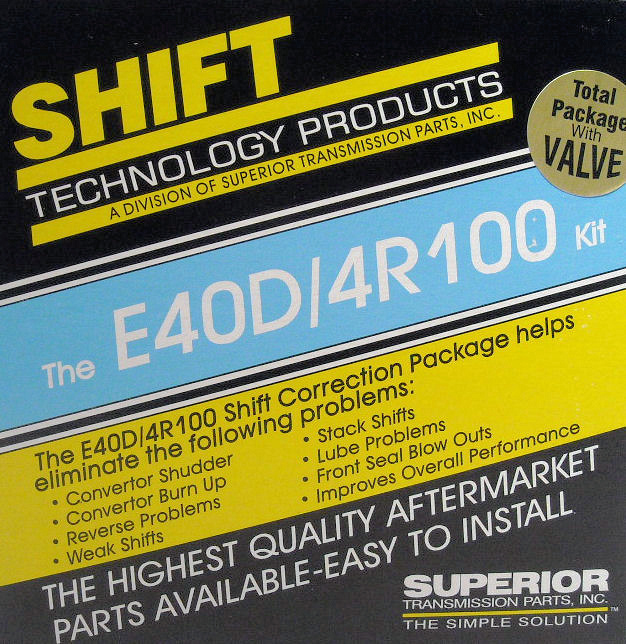 SHIFT
TECHNOLOGY PRODUCTS
A DIVISION OF SUPERIOR TRANSMISSION PARTS, INC.
Total
Package
With
VALVE
The E4OD/4R100 Kit
The E4OD/4R100 Shift Correction Package helps
eliminate the following problems:
• Convertor Shudder
• Convertor Burn Up
• Reverse Problems
• Weak Shifts
• Stack Shifts
• Lube Problems
• Front Seal Blow Outs
• Improves Overall Performance
THE HIGHEST QUALITY AFTERMARKET
PARTS AVAILABLE-EASY TO INSTALL
SUPERIOR
TRANSMISSION PARTS, INC.
THE SIMPLE SOLUTION ™